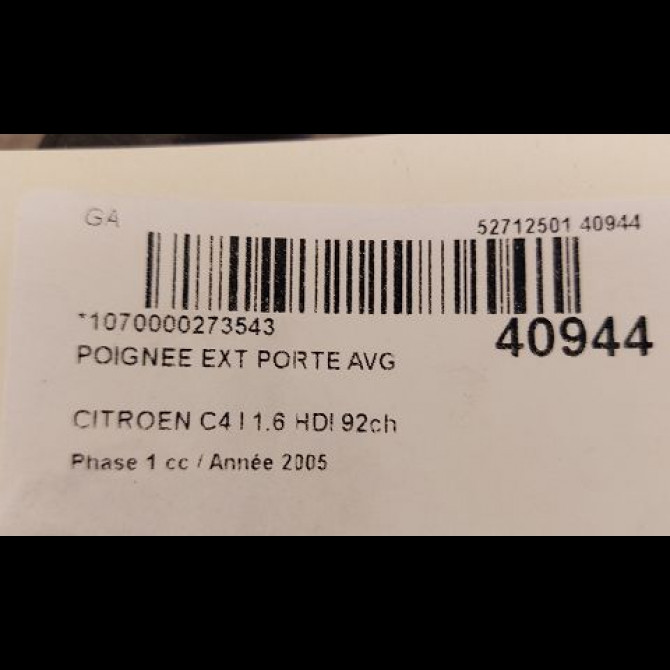 GA
52712501 40944
*1070000273543
40944
POIGNEE EXT PORTE AVG
CITROEN C4 I 1.6 HDI 92ch
Phase 1 cc / Année 2005